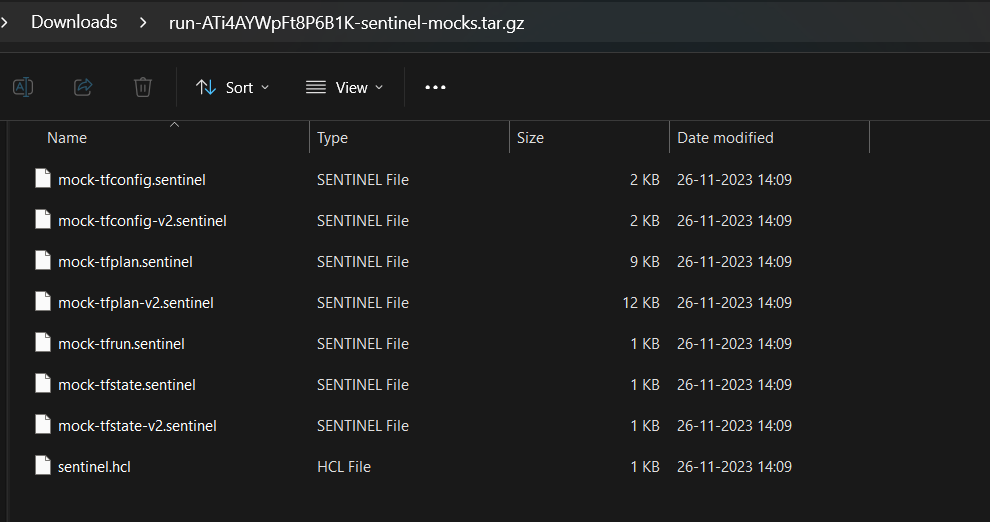 Downloads > run-ATi4AYWpFt8P6B1K-sentinel-mocks.tar.gz
Sort View
Name Type Size Date modified
mock-tfconfig.sentinel SENTINEL File 2 KB 26-11-2023 14:09
mock-tfconfig-v2.sentinel SENTINEL File 2 KB 26-11-2023 14:09
mock-tfplan.sentinel SENTINEL File 9 KB 26-11-2023 14:09
mock-tfplan-v2.sentinel SENTINEL File 12 KB 26-11-2023 14:09
mock-tfrun.sentinel SENTINEL File 1 KB 26-11-2023 14:09
mock-tfstate.sentinel SENTINEL File 1 KB 26-11-2023 14:09
mock-tfstate-v2.sentinel SENTINEL File 1 KB 26-11-2023 14:09
sentinel.hcl HCL File 1 KB 26-11-2023 14:09